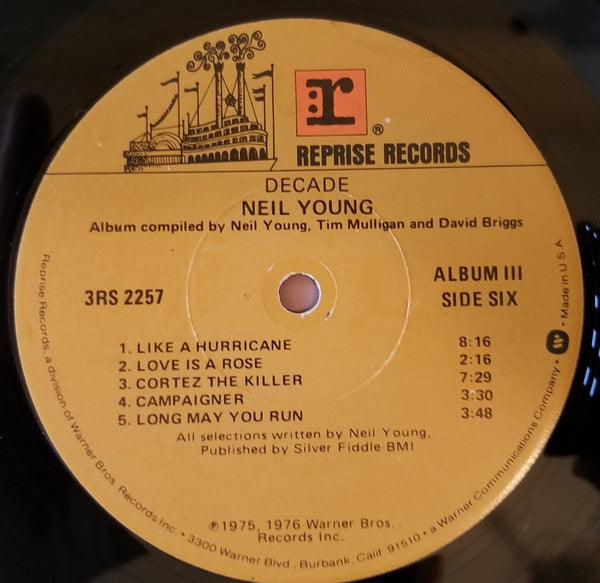 r
®
REPRISE RECORDS
DECADE
NEIL YOUNG
Album compiled by Neil Young, Tim Mulligan and David Briggs
3RS 2257
ALBUM III
SIDE SIX
1. LIKE A HURRICANE 8:16
2. LOVE IS A ROSE 2:16
3. CORTEZ THE KILLER 7:29
4. CAMPAIGNER 3:30
5. LONG MAY YOU RUN 3:48
All selections written by Neil Young.
Published by Silver Fiddle BMI
℗1975, 1976 Warner Bros.
Records Inc.
Reprise Records, a division of Warner Bros. Records Inc. • 3300 Warner Blvd., Burbank, Calif. 91510 • a Warner Communications Company • W • Made in U.S.A.